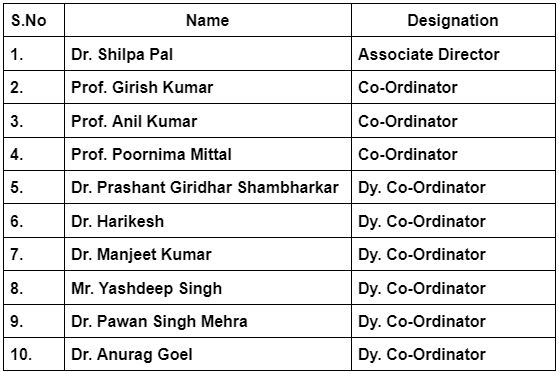 S.No Name Designation
1. Dr. Shilpa Pal Associate Director
2. Prof. Girish Kumar Co-Ordinator
3. Prof. Anil Kumar Co-Ordinator
4. Prof. Poornima Mittal Co-Ordinator
5. Dr. Prashant Giridhar Shambharkar Dy. Co-Ordinator
6. Dr. Harikesh Dy. Co-Ordinator
7. Dr. Manjeet Kumar Dy. Co-Ordinator
8. Mr. Yashdeep Singh Dy. Co-Ordinator
9. Dr. Pawan Singh Mehra Dy. Co-Ordinator
10. Dr. Anurag Goel Dy. Co-Ordinator